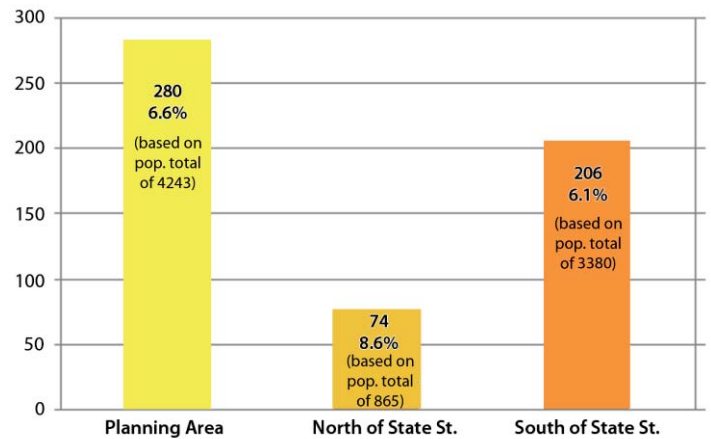 300
250
200
150
100
50
0
280
6.6%
(based on
pop. total
of 4243)
74
8.6%
(based on
pop. total
of 865)
206
6.1%
(based on
pop. total
of 3380)
Planning Area
North of State St.
South of State St.